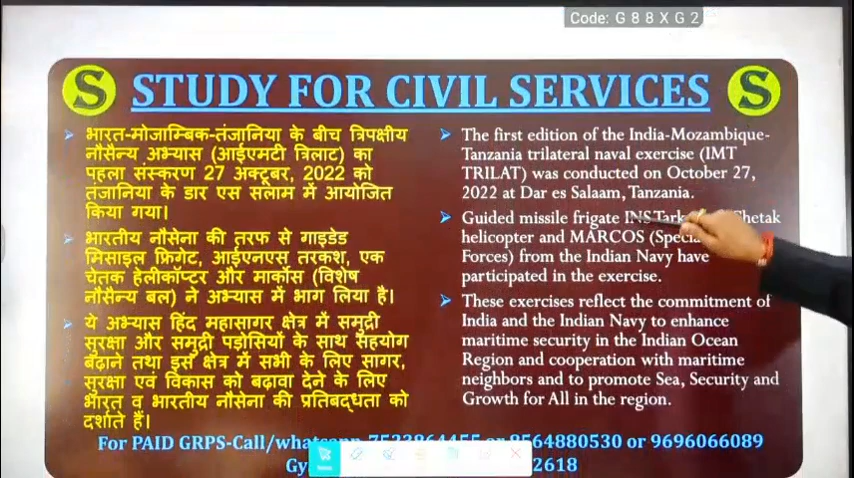 Code: G 8 8 X G 2
S STUDY FOR CIVIL SERVICES S
भारत-मोजाम्बिक-तंजानिया के बीच त्रिपक्षीय
नौसैन्य अभ्यास (आईएमटी त्रिलाट) का
पहला संस्करण 27 अक्टूबर, 2022 को
तंजानिया के डार एस सलाम में आयोजित
किया गया।
भारतीय नौसेना की तरफ से गाइडेड
मिसाइल फ्रिगेट, आईएनएस तरकश, एक
चेतक हेलीकॉप्टर और मार्कोस (विशेष
नौसैन्य बल) ने अभ्यास में भाग लिया है।
ये अभ्यास हिंद महासागर क्षेत्र में समुद्री
सुरक्षा और समुद्री पड़ोसियों के साथ सहयोग
बढ़ाने तथा इस क्षेत्र में सभी के लिए सागर,
सुरक्षा एवं विकास को बढ़ावा देने के लिए
भारत व भारतीय नौसेना की प्रतिबद्धता को
दर्शाते हैं।
The first edition of the India-Mozambique-
Tanzania trilateral naval exercise (IMT
TRILAT) was conducted on October 27,
2022 at Dar es Salaam, Tanzania.
Guided missile frigate INS Chetak
helicopter and MARCOS
Forces) from the Indian Navy have
participated in the exercise.
These exercises reflect the commitment of
India and the Indian Navy to enhance
maritime security in the Indian Ocean
Region and cooperation with maritime
neighbors and to promote Sea, Security and
Growth for All in the region.
For PAID GRPS-Call/whatsapp 8564880530 or 9696066089
2618